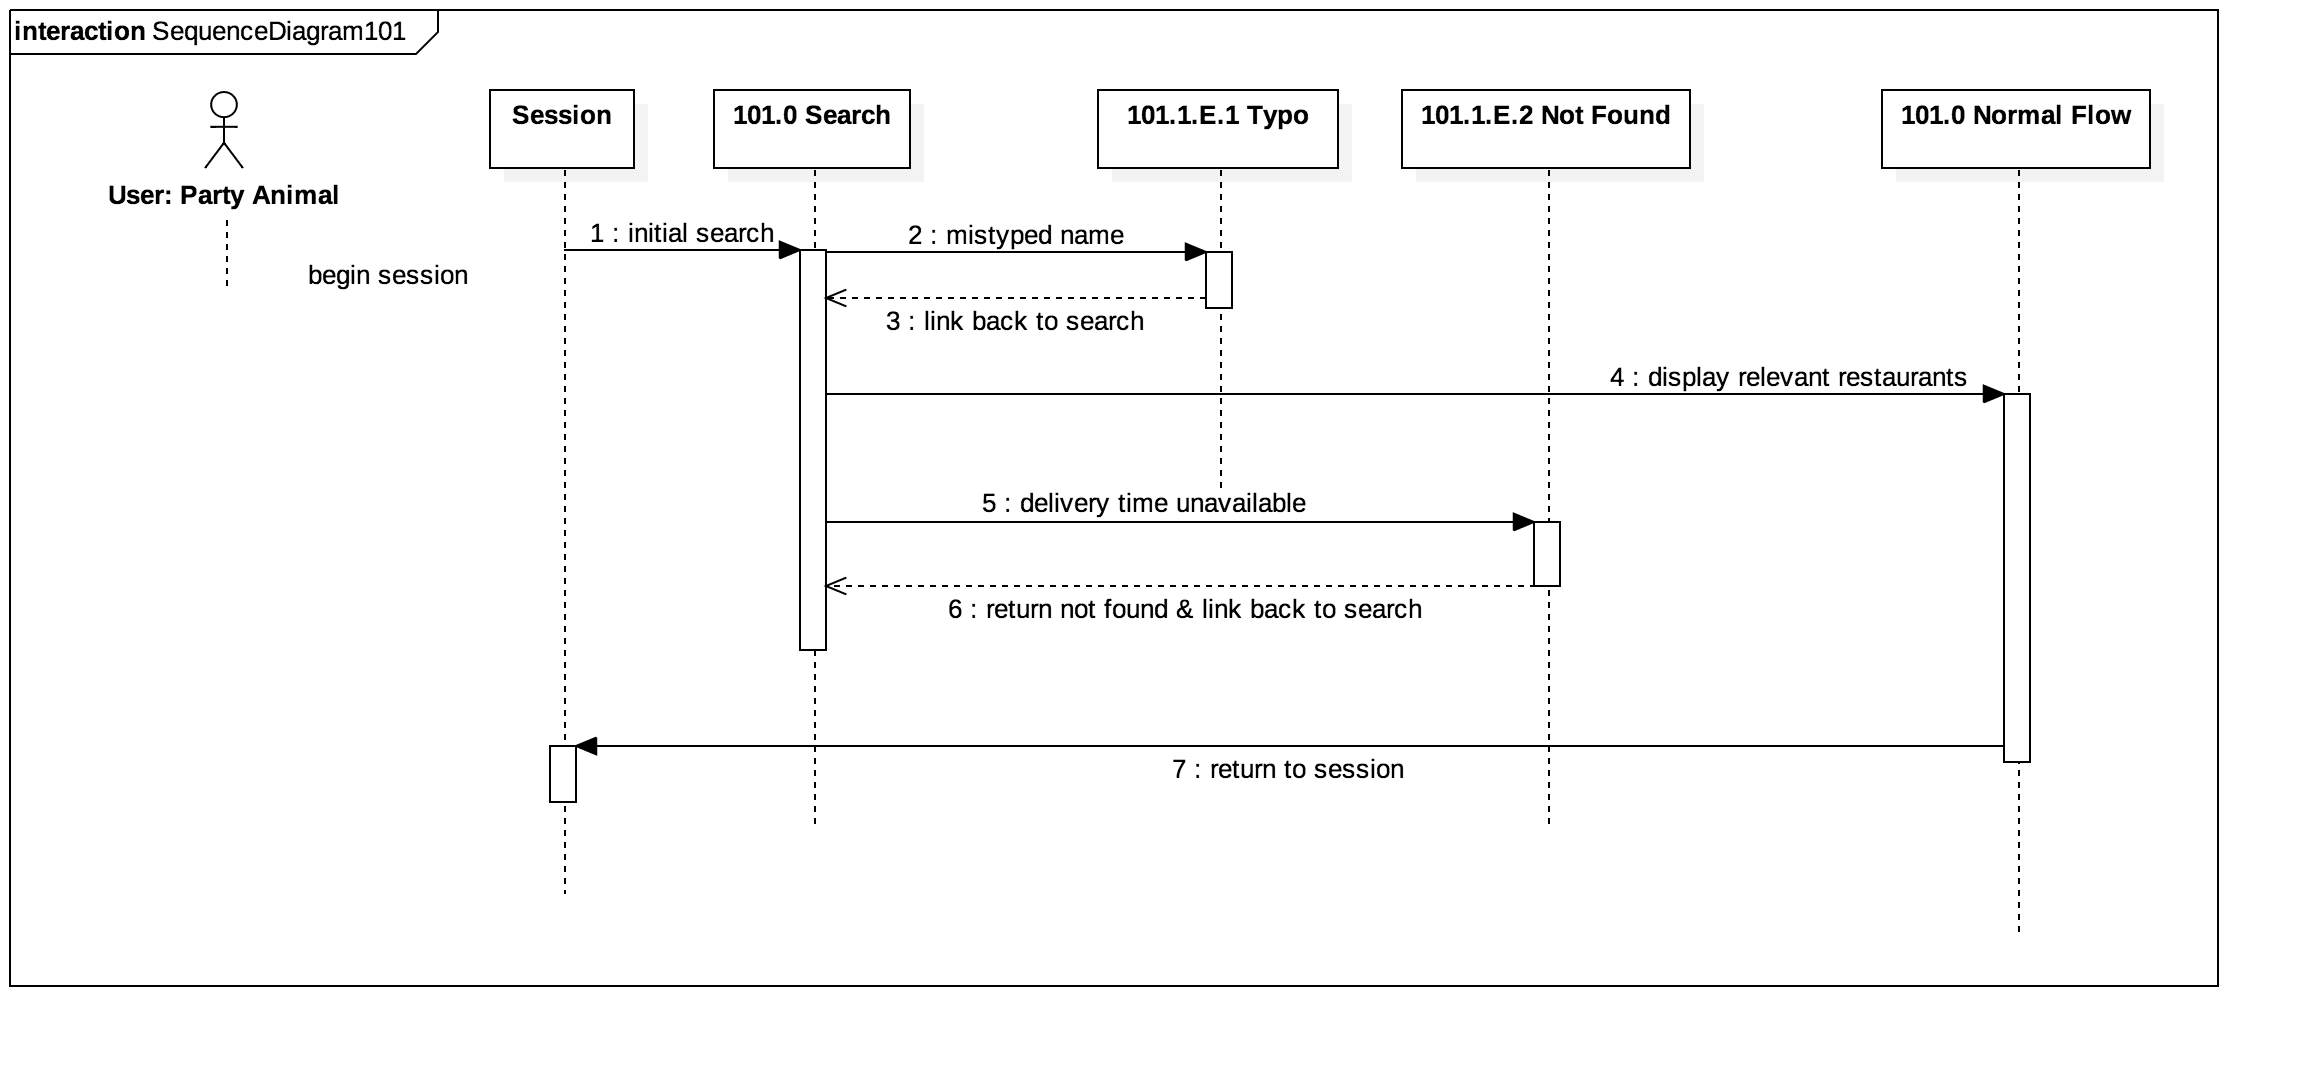 interaction SequenceDiagram101
User: Party Animal
Session
101.0 Search
101.1.E.1 Typo
101.1.E.2 Not Found
101.0 Normal Flow
1 : initial search
2 : mistyped name
begin session
3 : link back to search
4 : display relevant restaurants
5 : delivery time unavailable
6 : return not found & link back to search
7 : return to session